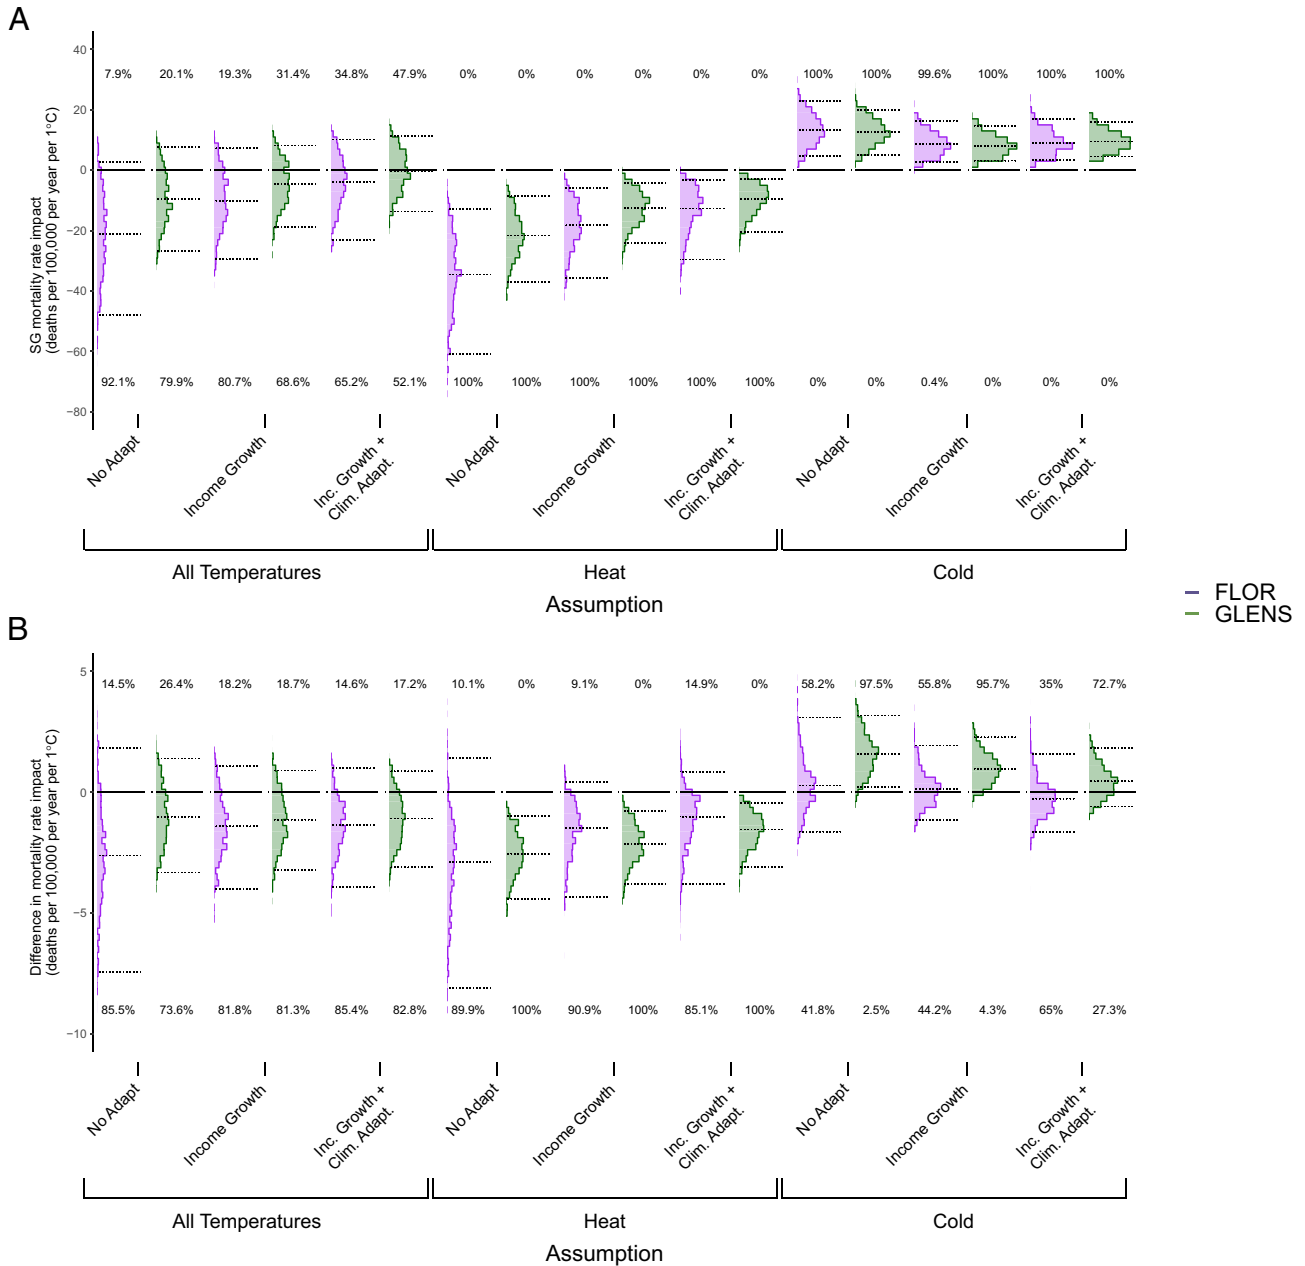 A
SG mortality rate impact
(deaths per 100,000 per year per 1°C)
40
20
0
−20
−40
−60
−80
7.9% 20.1% 19.3% 31.4% 34.8% 47.9% 0% 0% 0% 0% 0% 0% 100% 100% 99.6% 100% 100% 100%
92.1% 79.9% 80.7% 68.6% 65.2% 52.1% 100% 100% 100% 100% 100% 100% 0% 0% 0.4% 0% 0% 0%
No Adapt
Income Growth
Inc. Growth +
Clim. Adapt.
No Adapt
Income Growth
Inc. Growth +
Clim. Adapt.
No Adapt
Income Growth
Inc. Growth +
Clim. Adapt.
All Temperatures Heat Cold
Assumption
FLOR
GLENS
B
Difference in mortality rate impact
(deaths per 100,000 per year per 1°C)
5
0
−5
−10
14.5% 26.4% 18.2% 18.7% 14.6% 17.2% 10.1% 0% 9.1% 0% 14.9% 0% 58.2% 97.5% 55.8% 95.7% 35% 72.7%
85.5% 73.6% 81.8% 81.3% 85.4% 82.8% 89.9% 100% 90.9% 100% 85.1% 100% 41.8% 2.5% 44.2% 4.3% 65% 27.3%
No Adapt
Income Growth
Inc. Growth +
Clim. Adapt.
No Adapt
Income Growth
Inc. Growth +
Clim. Adapt.
No Adapt
Income Growth
Inc. Growth +
Clim. Adapt.
All Temperatures Heat Cold
Assumption